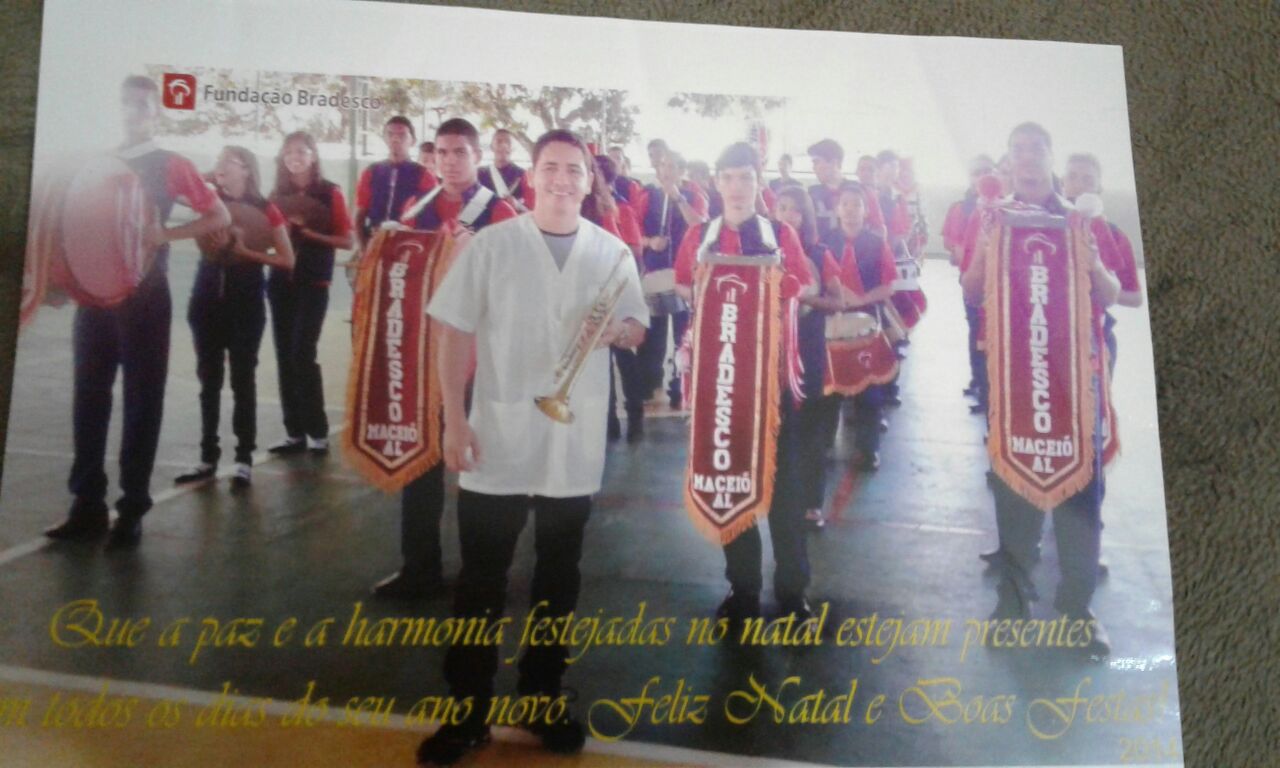 Fundação Bradesco
BRADESCO
MACEIÓ
AL
BRADESCO
MACEIÓ
AL
BRADESCO
MACEIÓ
AL
Que a paz e a harmonia festejadas no natal estejam presentes
m todos os dias do seu ano novo. Feliz Natal e Boas Festas!
2014